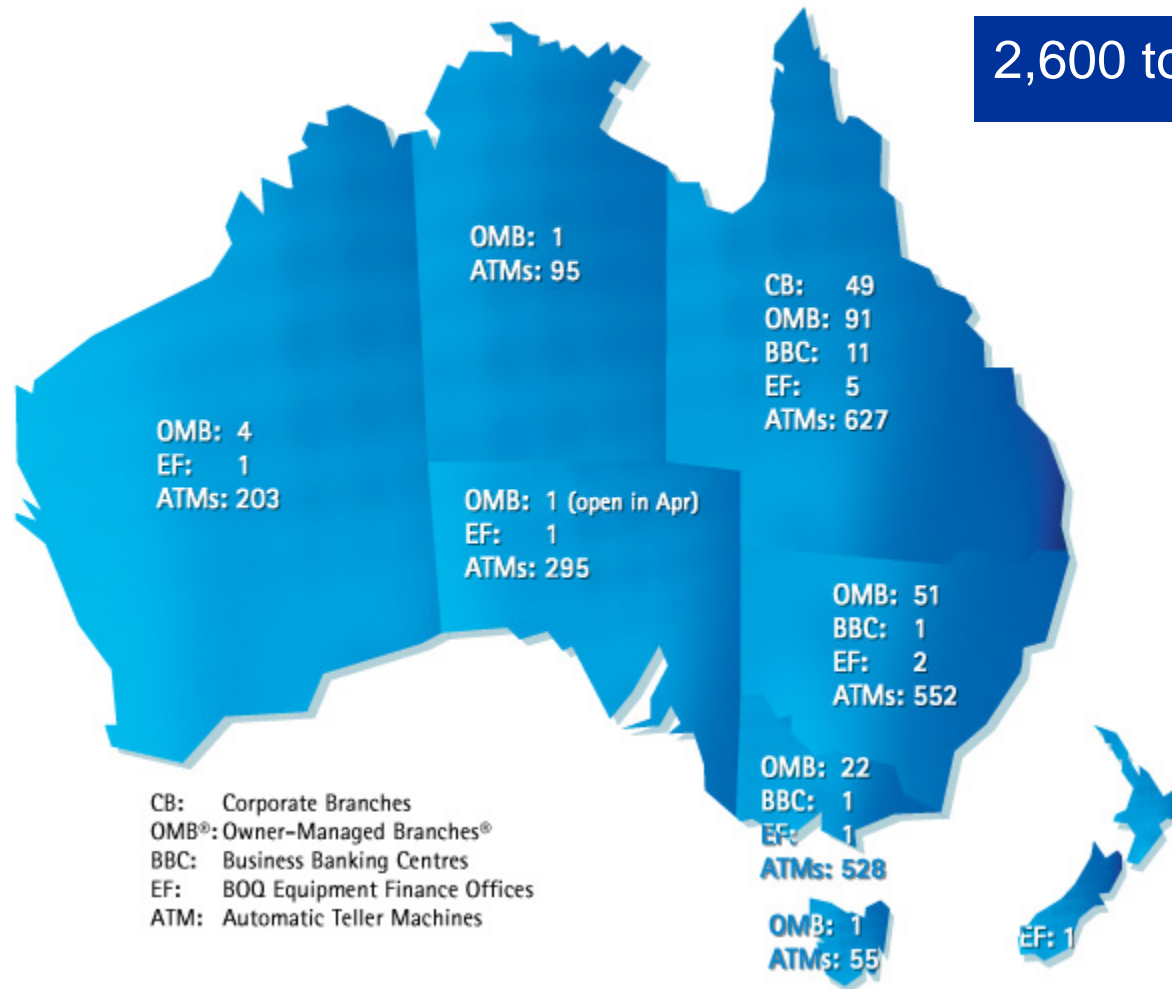 2,600 to
OMB: 1
ATMs: 95
CB: 49
OMB: 91
BBC: 11
EF: 5
ATMs: 627
OMB: 4
EF: 1
ATMs: 203
OMB: 1 (open in Apr)
EF: 1
ATMs: 295
OMB: 51
BBC: 1
EF: 2
ATMs: 552
OMB: 22
BBC: 1
EF: 1
ATMs: 528
OMB: 1
ATMs: 55
EF: 1
CB: Corporate Branches
OMB®: Owner-Managed Branches®
BBC: Business Banking Centres
EF: BOQ Equipment Finance Offices
ATM: Automatic Teller Machines